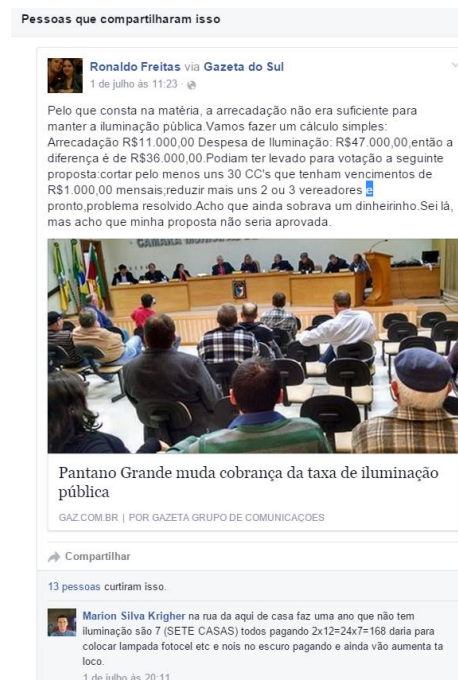 Pessoas que compartilharam isso
Ronaldo Freitas via Gazeta do Sul
1 de julho às 11:23
Pelo que consta na matéria, a arrecadação não era suficiente para
manter a iluminação pública.Vamos fazer um cálculo simples:
Arrecadação R$11.000,00 Despesa de Iluminação: R$47.000,00,então a
diferença é de R$36.000,00.Podiam ter levado para votação a seguinte
proposta:cortar pelo menos uns 30 CC's que tenham vencimentos de
R$1.000,00 mensais;reduzir mais uns 2 ou 3 vereadores e
pronto,problema resolvido.Acho que ainda sobrava um dinheirinho.Sei lá,
mas acho que minha proposta não seria aprovada.
CÂMARA MUNICIPAL DE
Pantano Grande muda cobrança da taxa de iluminação
pública
GAZ.COM.BR | POR GAZETA GRUPO DE COMUNICAÇOES
Compartilhar
13 pessoas curtiram isso.
Marion Silva Krigher na rua da aqui de casa faz uma ano que não tem
iluminação são 7 (SETE CASAS) todos pagando 2x12=24x7=168 daria para
colocar lampada fotocel etc e nois no escuro pagando e ainda vão aumenta ta
loco.
1 de julho às 20:11